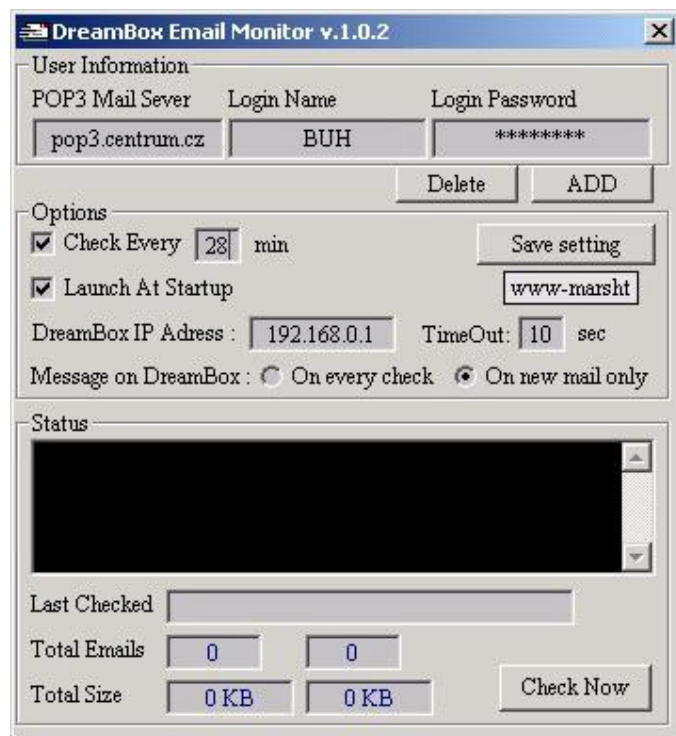 DreamBox Email Monitor v.1.0.2
User Information
POP3 Mail Sever Login Name Login Password
pop3.centrum.cz BUH ********
Delete ADD
Options
Check Every 28 min Save setting
Launch At Startup www-marsht
DreamBox IP Adress : 192.168.0.1 TimeOut: 10 sec
Message on DreamBox : On every check On new mail only
Status
Last Checked
Total Emails 0 0
Total Size 0 KB 0 KB Check Now